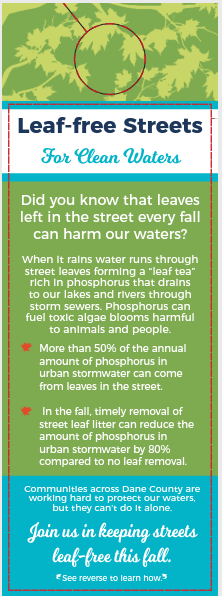 Leaf-free Streets
For Clean Waters
Did you know that leaves
left in the street every fall
can harm our waters?
When it rains water runs through
street leaves forming a "leaf tea"
rich in phosphorus that drains
to our lakes and rivers through
storm sewers. Phosphorus can
fuel toxic algae blooms harmful
to animals and people.
More than 50% of the annual
amount of phosphorus in
urban stormwater can come
from leaves in the street.
In the fall, timely removal of
street leaf litter can reduce the
amount of phosphorus in
urban stormwater by 80%
compared to no leaf removal.
Communities across Dane County are
working hard to protect our waters,
but they can't do it alone.
Join us in keeping streets
leaf-free this fall.
See reverse to learn how.